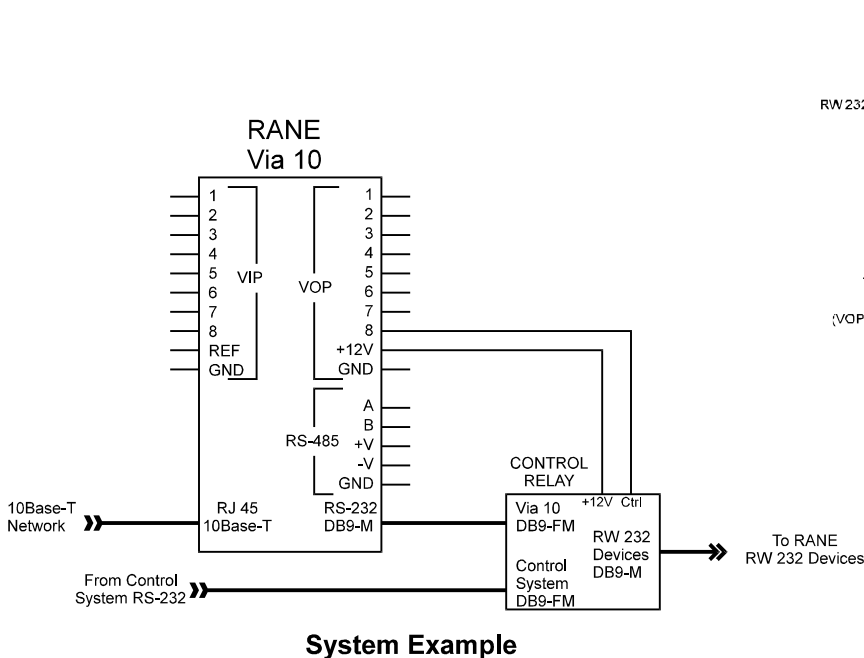 RW 232
RANE
Via 10
1
2
3
4
5
6
7
8
REF
GND
VIP
VOP
1
2
3
4
5
6
7
8
+12V
GND
RS-485
A
B
+V
-V
GND
(VOP
10Base-T
Network
RJ 45
10Base-T
RS-232
DB9-M
CONTROL
RELAY
+12V Ctrl
Via 10
DB9-FM
RW 232
Devices
DB9-M
Control
System
DB9-FM
To RANE
RW 232 Devices
From Control
System RS-232
System Example